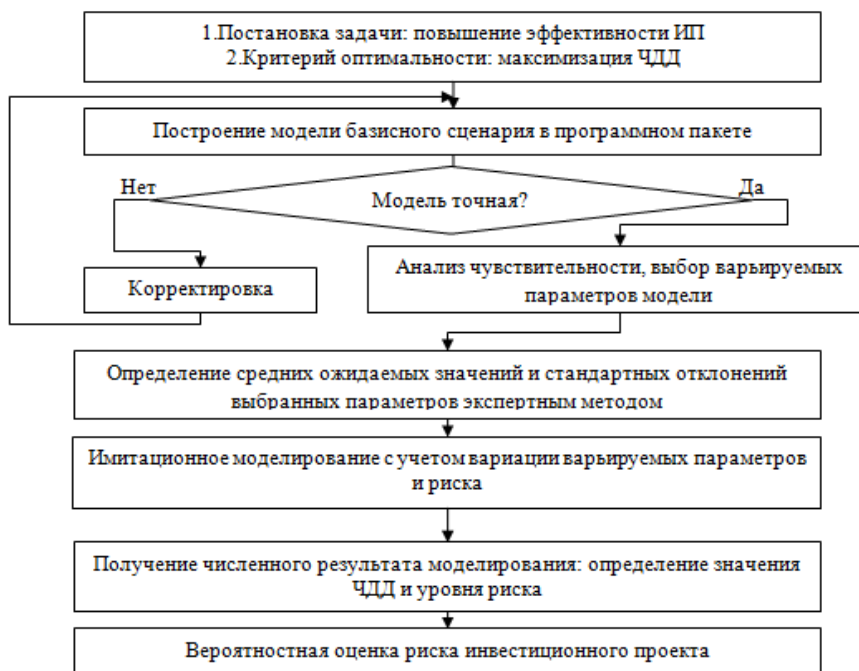 1.Постановка задачи: повышение эффективности ИП
2.Критерий оптимальности: максимизация ЧДД
Построение модели базисного сценария в программном пакете
Нет
Модель точная?
Да
Корректировка
Анализ чувствительности, выбор варьируемых
параметров модели
Определение средних ожидаемых значений и стандартных отклонений
выбранных параметров экспертным методом
Имитационное моделирование с учетом вариации варьируемых параметров
и риска
Получение численного результата моделирования: определение значения
ЧДД и уровня риска
Вероятностная оценка риска инвестиционного проекта